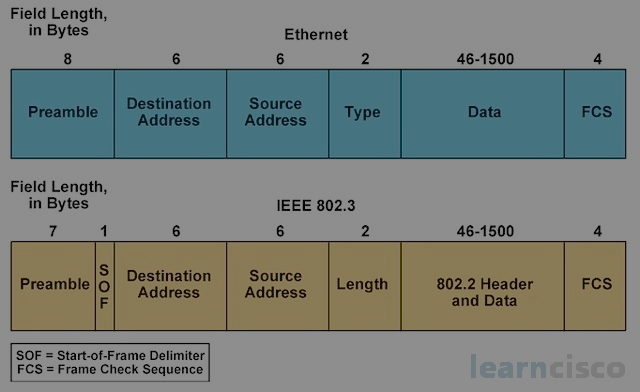 Field Length,
in Bytes
Ethernet
8 6 6 2 46-1500 4
Preamble Destination Address Source Address Type Data FCS
Field Length,
in Bytes
IEEE 802.3
7 1 6 6 2 46-1500 4
Preamble SOF Destination Address Source Address Length 802.2 Header and Data FCS
SOF = Start-of-Frame Delimiter
FCS = Frame Check Sequence
learncisco